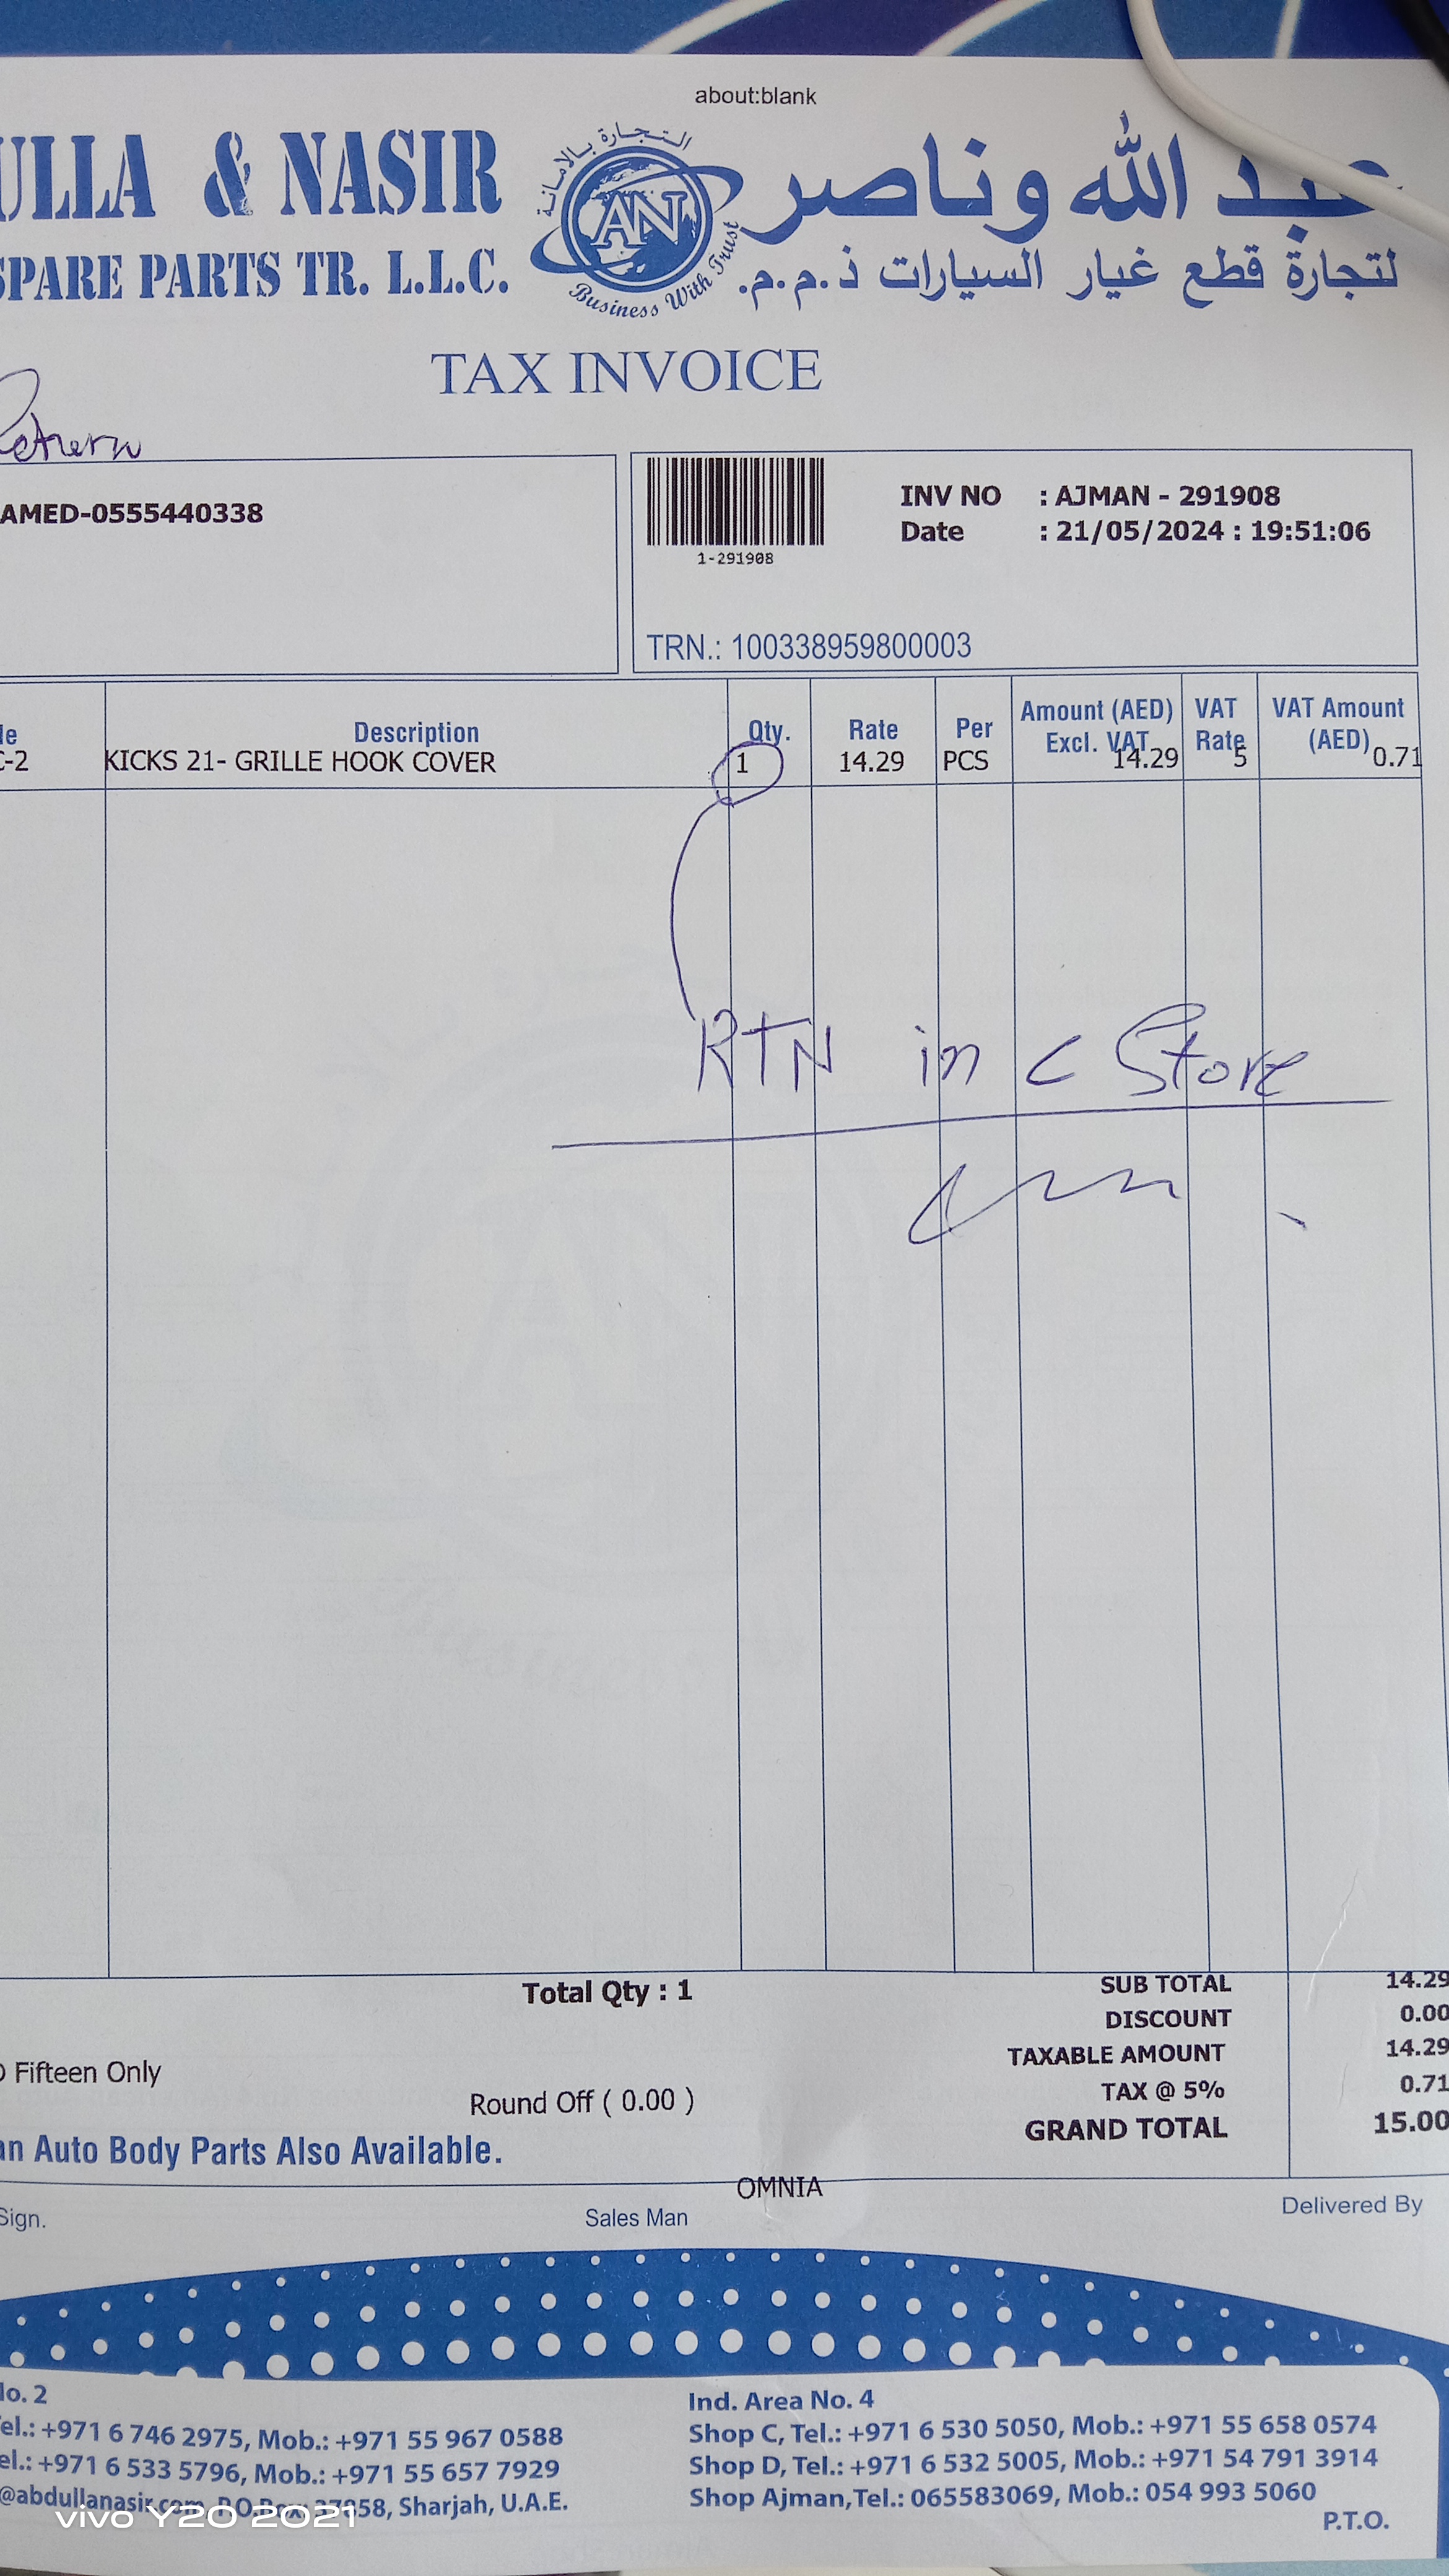 about:blank
ULLA & NASIR
عبد الله وناصر
SPARE PARTS TR. L.L.C.
لتجارة قطع غيار السيارات ذ.م.م.
التجارة بالامانة
AN
Business With Trust
TAX INVOICE
Return
AMED-0555440338
INV NO : AJMAN - 291908
Date : 21/05/2024 : 19:51:06
1-291908
TRN.: 100338959800003
le Description Qty. Rate Per Amount (AED) Excl. VAT VAT Rate VAT Amount (AED)
C-2 KICKS 21- GRILLE HOOK COVER 1 14.29 PCS 14.29 5 0.71
RTN in C Store
Total Qty : 1
SUB TOTAL 14.29
DISCOUNT 0.00
TAXABLE AMOUNT 14.29
TAX @ 5% 0.71
GRAND TOTAL 15.00
Fifteen Only
Round Off ( 0.00 )
an Auto Body Parts Also Available.
OMNIA
Sign. Sales Man Delivered By
No. 2
Tel.: +971 6 746 2975, Mob.: +971 55 967 0588
el.: +971 6 533 5796, Mob.: +971 55 657 7929
@abdullanasir.com, P.O.Box: 37858, Sharjah, U.A.E.
Ind. Area No. 4
Shop C, Tel.: +971 6 530 5050, Mob.: +971 55 658 0574
Shop D, Tel.: +971 6 532 5005, Mob.: +971 54 791 3914
Shop Ajman,Tel.: 065583069, Mob.: 054 993 5060
P.T.O.
vivo Y20 2021